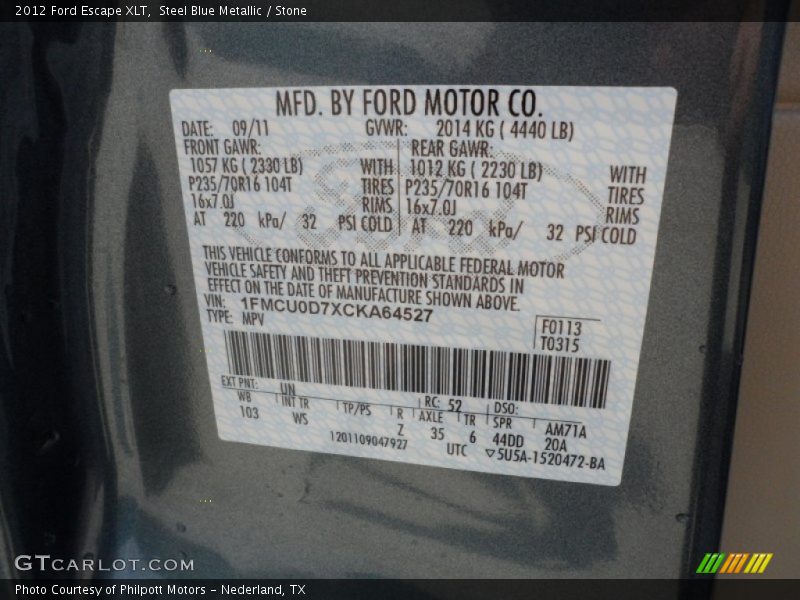 2012 Ford Escape XLT, Steel Blue Metallic / Stone
MFD. BY FORD MOTOR CO.
DATE: 09/11 GVWR: 2014 KG ( 4440 LB)
FRONT GAWR: REAR GAWR:
1057 KG ( 2330 LB) WITH 1012 KG ( 2230 LB) WITH
P235/70R16 104T TIRES P235/70R16 104T TIRES
16x7.0J RIMS 16x7.0J RIMS
AT 220 kPa/ 32 PSI COLD AT 220 kPa/ 32 PSI COLD
THIS VEHICLE CONFORMS TO ALL APPLICABLE FEDERAL MOTOR
VEHICLE SAFETY AND THEFT PREVENTION STANDARDS IN
EFFECT ON THE DATE OF MANUFACTURE SHOWN ABOVE.
VIN: 1FMCU0D7XCKA64527
TYPE: MPV
F0113
T0315
EXT PNT: UN RC: 52 DSO:
WB INT TR TP/PS R AXLE TR SPR AM71A
103 WS Z 35 6 44DD 20A
1201109047927 UTC ▽5U5A-1520472-BA
GTCARLOT.COM
Photo Courtesy of Philpott Motors - Nederland, TX